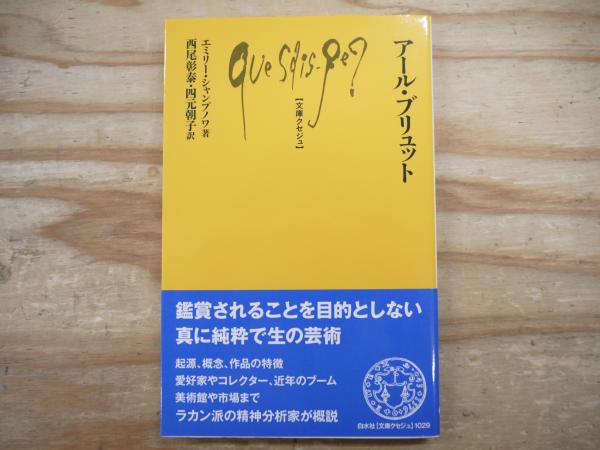 アール・ブリュット
Que sais-je?
【文庫クセジュ】
エミリー・シャンプノワ著
西尾彰泰・四元朝子訳
鑑賞されることを目的としない
真に純粋で生の芸術
起源、概念、作品の特徴
愛好家やコレクター、近年のブーム
美術館や市場まで
ラカン派の精神分析家が概説
白水社【文庫クセジュ】1029